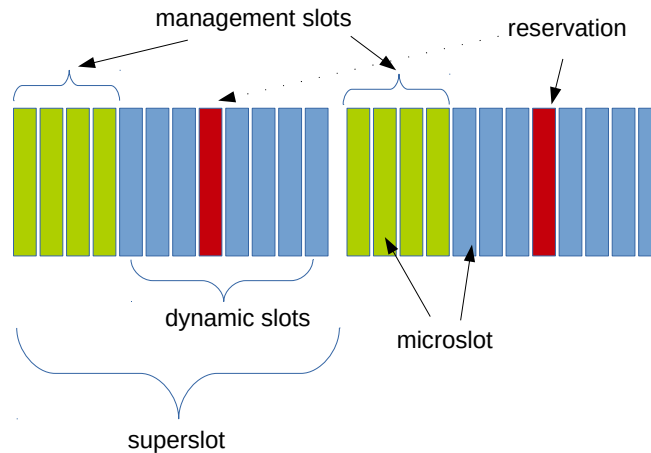 management slots
reservation
dynamic slots
microslot
superslot